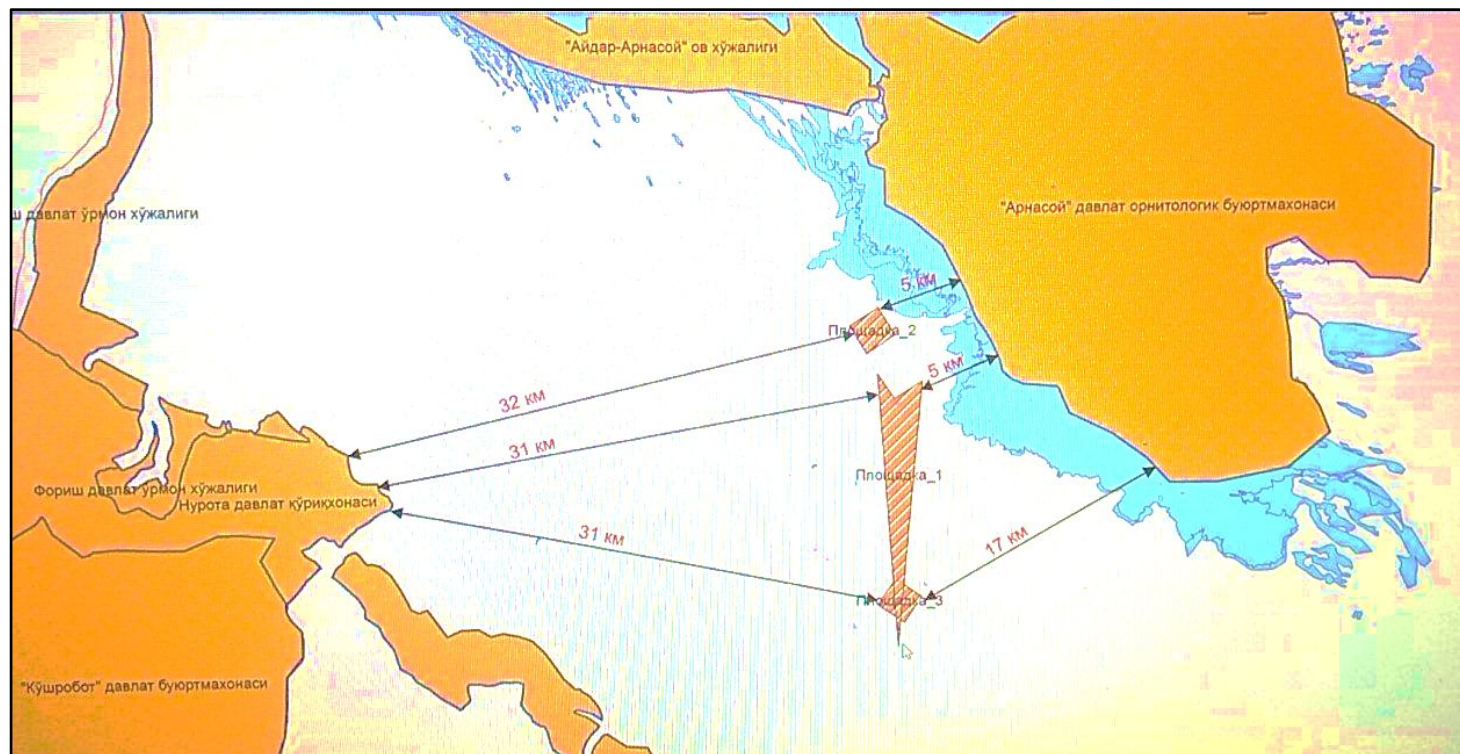 "Айдар-Арнасой" ов хўжалиги
ш давлат ўрмон хўжалиги
"Арнасой" давлат орнитологик буюртмахонаси
5 км
Площадка_2
5 км
32 км
31 км
Площадка_1
Фориш давлат ўрмон хўжалиги
Нурота давлат қўриқхонаси
31 км
17 км
Площадка_3
"Қўшробот" давлат буюртмахонаси